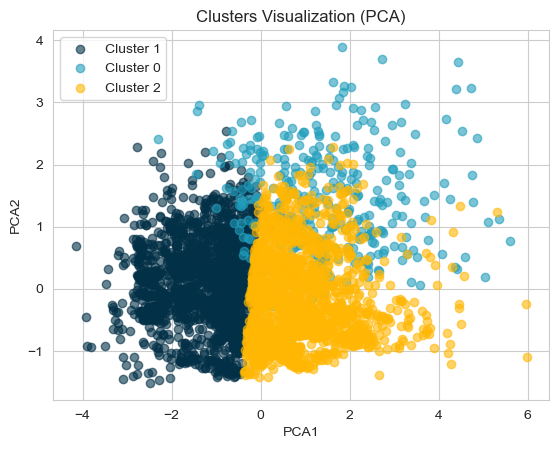 Clusters Visualization (PCA)
Cluster 1
Cluster 0
Cluster 2
4
3
2
1
0
−1
PCA2
−4
−2
0
2
4
6
PCA1